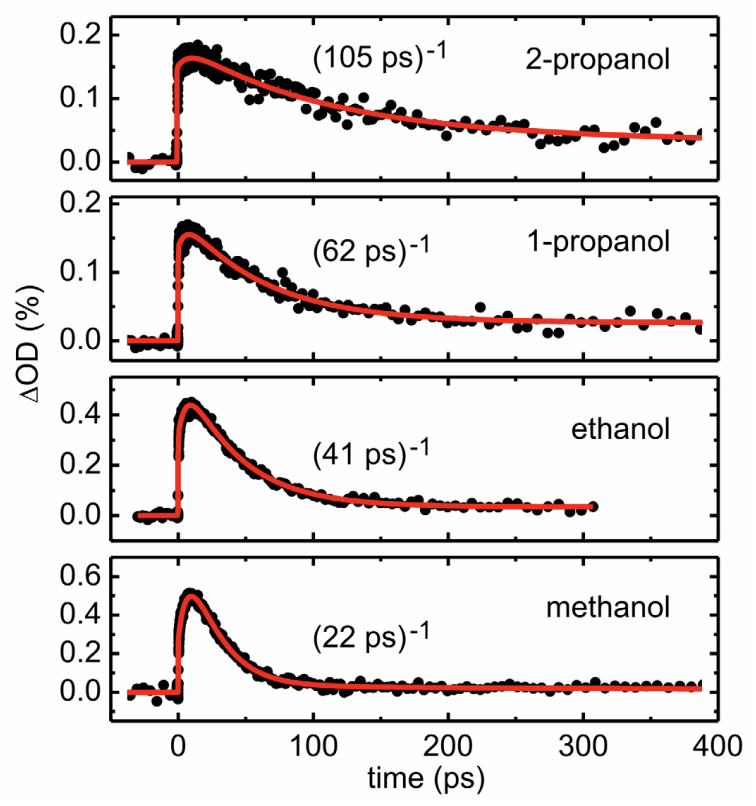 0.2
0.1
0.0
(105 ps)⁻¹
2-propanol
0.2
0.1
0.0
(62 ps)⁻¹
1-propanol
ΔOD (%)
0.4
0.2
0.0
(41 ps)⁻¹
ethanol
0.6
0.4
0.2
0.0
(22 ps)⁻¹
methanol
0 100 200 300 400
time (ps)